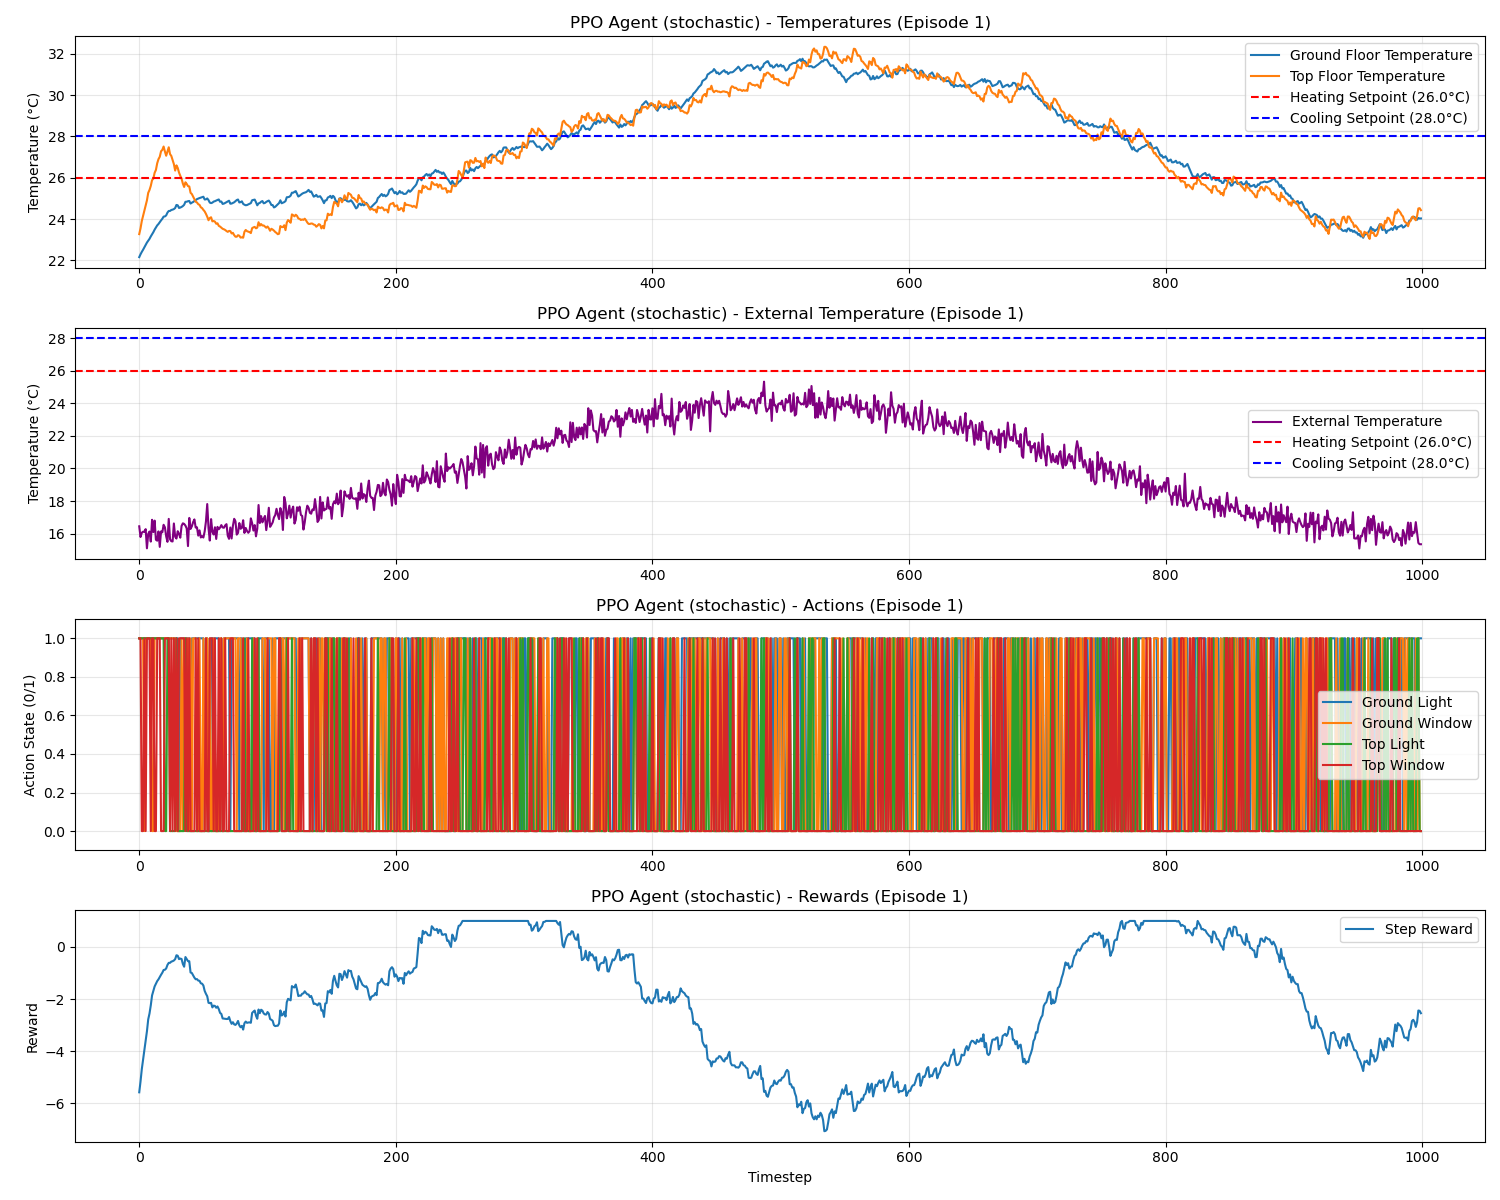 PPO Agent (stochastic) - Temperatures (Episode 1)
Temperature (°C)
32
30
28
26
24
22
Ground Floor Temperature
Top Floor Temperature
Heating Setpoint (26.0°C)
Cooling Setpoint (28.0°C)
0 200 400 600 800 1000
PPO Agent (stochastic) - External Temperature (Episode 1)
Temperature (°C)
28
26
24
22
20
18
16
External Temperature
Heating Setpoint (26.0°C)
Cooling Setpoint (28.0°C)
0 200 400 600 800 1000
PPO Agent (stochastic) - Actions (Episode 1)
Action State (0/1)
1.0
0.8
0.6
0.4
0.2
0.0
Ground Light
Ground Window
Top Light
Top Window
0 200 400 600 800 1000
PPO Agent (stochastic) - Rewards (Episode 1)
Reward
0
−2
−4
−6
Step Reward
0 200 400 600 800 1000
Timestep